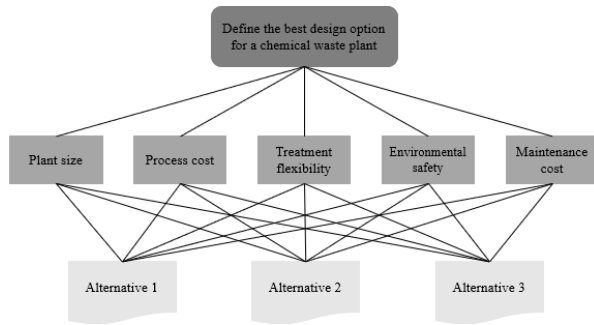 Define the best design option
for a chemical waste plant
Plant size
Process cost
Treatment
flexibility
Environmental
safety
Maintenance
cost
Alternative 1
Alternative 2
Alternative 3